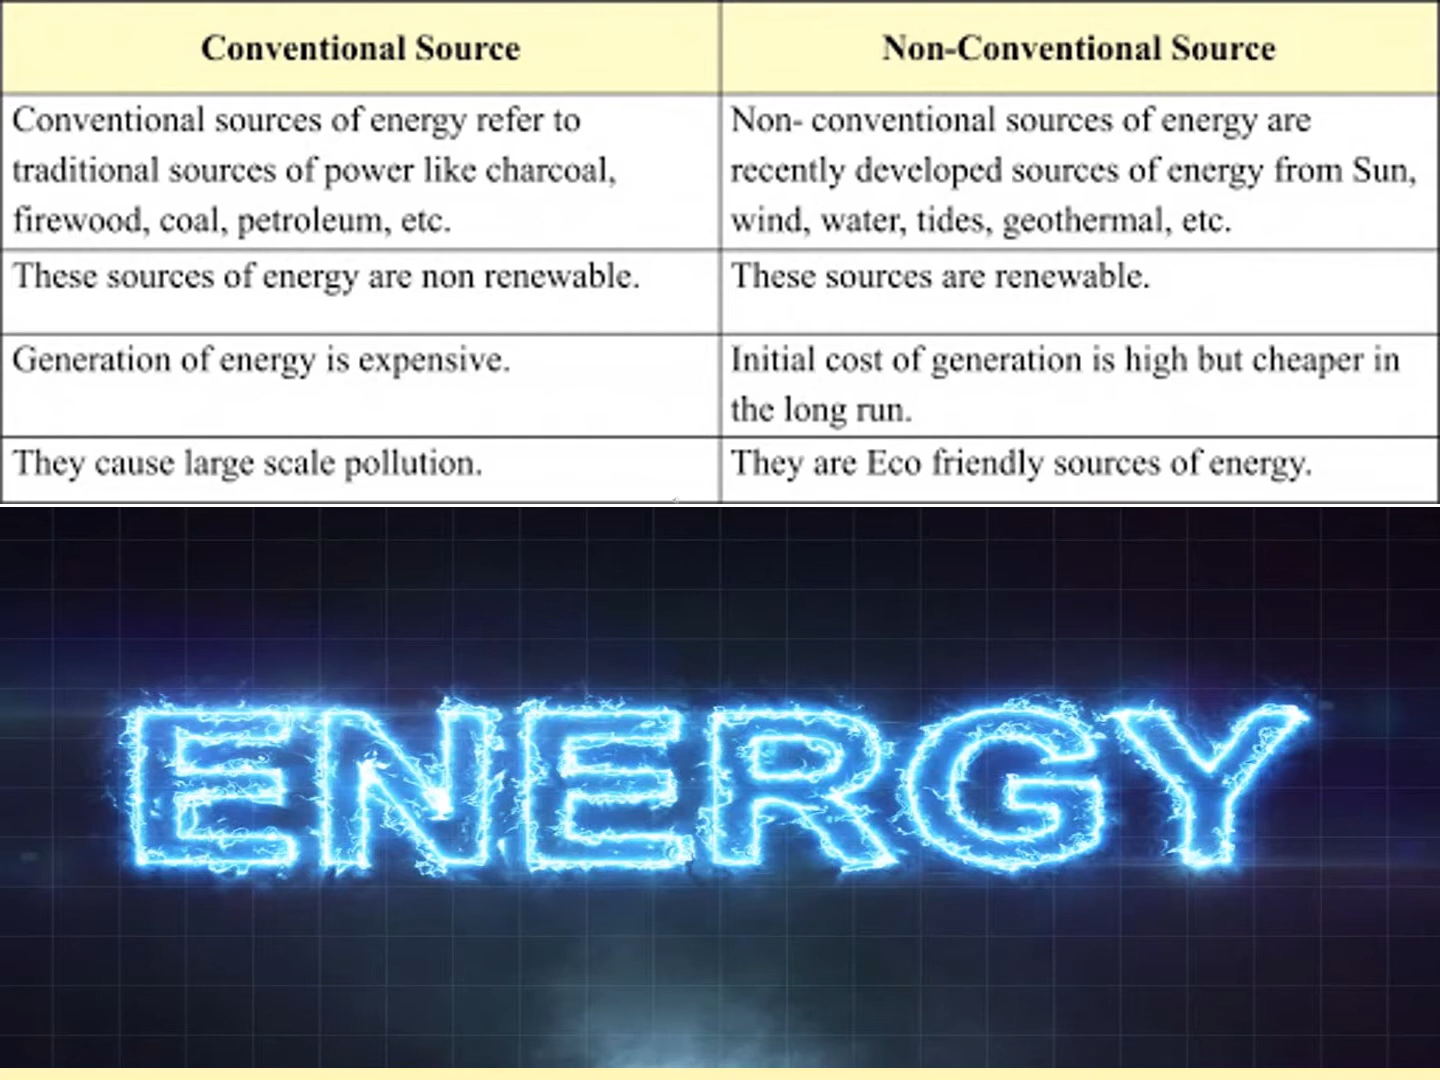 Conventional Source
Non-Conventional Source
Conventional sources of energy refer to
traditional sources of power like charcoal,
firewood, coal, petroleum, etc.
Non- conventional sources of energy are
recently developed sources of energy from Sun,
wind, water, tides, geothermal, etc.
These sources of energy are non renewable.
These sources are renewable.
Generation of energy is expensive.
Initial cost of generation is high but cheaper in
the long run.
They cause large scale pollution.
They are Eco friendly sources of energy.
ENERGY